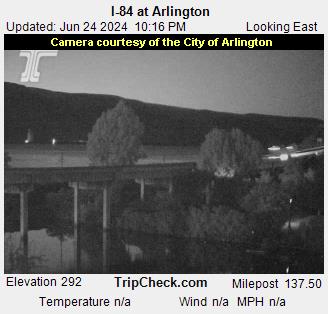 I-84 at Arlington
Updated: Jun 24 2024 10:16 PM Looking East
Camera courtesy of the City of Arlington
Elevation 292 TripCheck.com Milepost 137.50
Temperature n/a Wind n/a MPH n/a